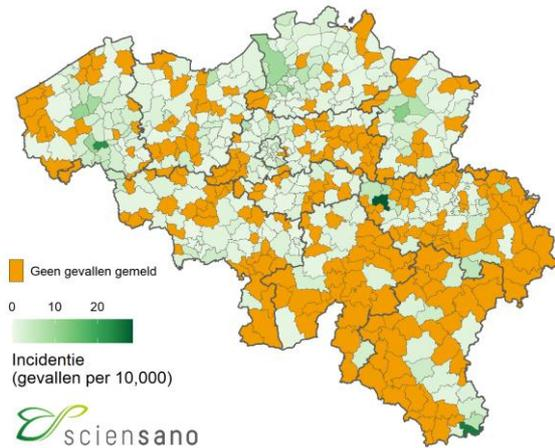 Geen gevallen gemeld
0 10 20
Incidentie
(gevallen per 10,000)
sciensano